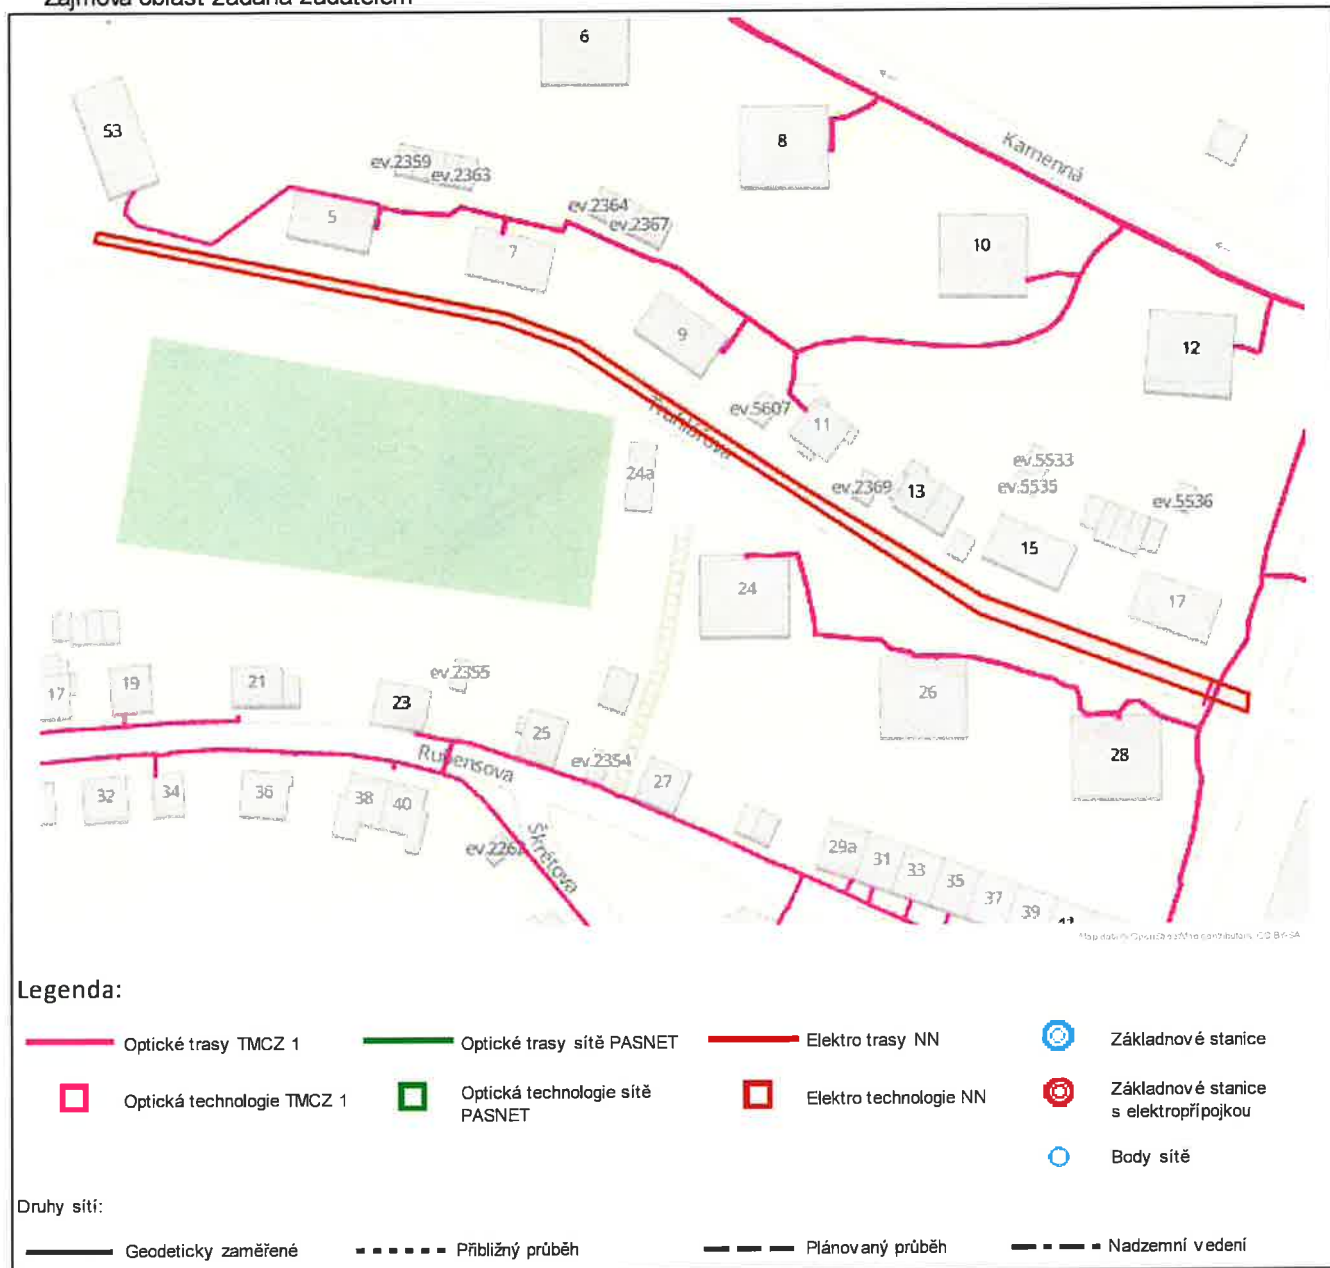 Zájmová oblast zadaná žadatelem
6
53
8
Kamenná
ev.2359
ev.2363
ev.2364
ev.2367
5
7
10
9
12
ev.5607
Truhlářova
11
24a
ev.5533
ev.2369
13
ev.5535
ev.5536
15
24
17
ev.2355
17
19
21
23
26
25
Rubensova
ev.2354
27
28
32
34
36
38
40
Škrétova
29a
31
33
35
37
39
Legenda:
Optické trasy TMCZ 1
Optické trasy sítě PASNET
Elektro trasy NN
Základnové stanice
Optická technologie TMCZ 1
Optická technologie sítě
PASNET
Elektro technologie NN
Základnové stanice
s elektropřípojkou
Body sítě
Druhy sítí:
Geodeticky zaměřené
Přibližný průběh
Plánovaný průběh
Nadzemní vedení